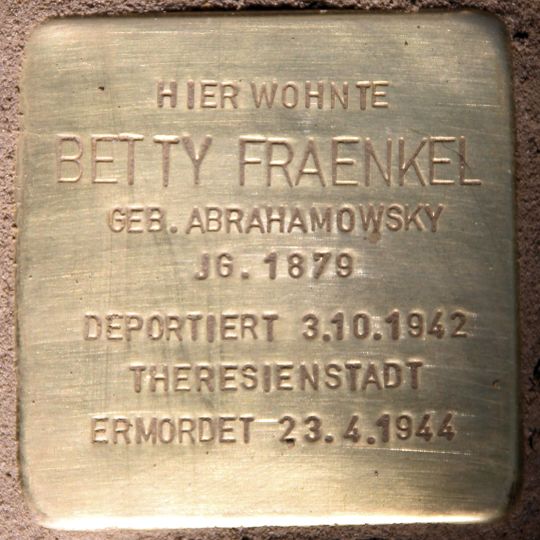 HIER WOHNTE
BETTY FRAENKEL
GEB. ABRAHAMOWSKY
JG. 1879
DEPORTIERT 3.10.1942
THERESIENSTADT
ERMORDET 23.4.1944